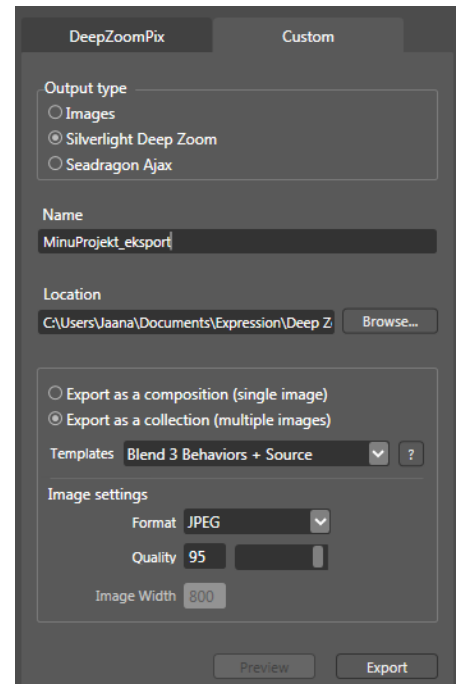 DeepZoomPix Custom
Output type
Images
Silverlight Deep Zoom
Seadragon Ajax
Name
MinuProjekt_eksport
Location
C:\Users\Jaana\Documents\Expression\Deep Z Browse...
Export as a composition (single image)
Export as a collection (multiple images)
Templates Blend 3 Behaviors + Source ?
Image settings
Format JPEG
Quality 95
Image Width 800
Preview Export